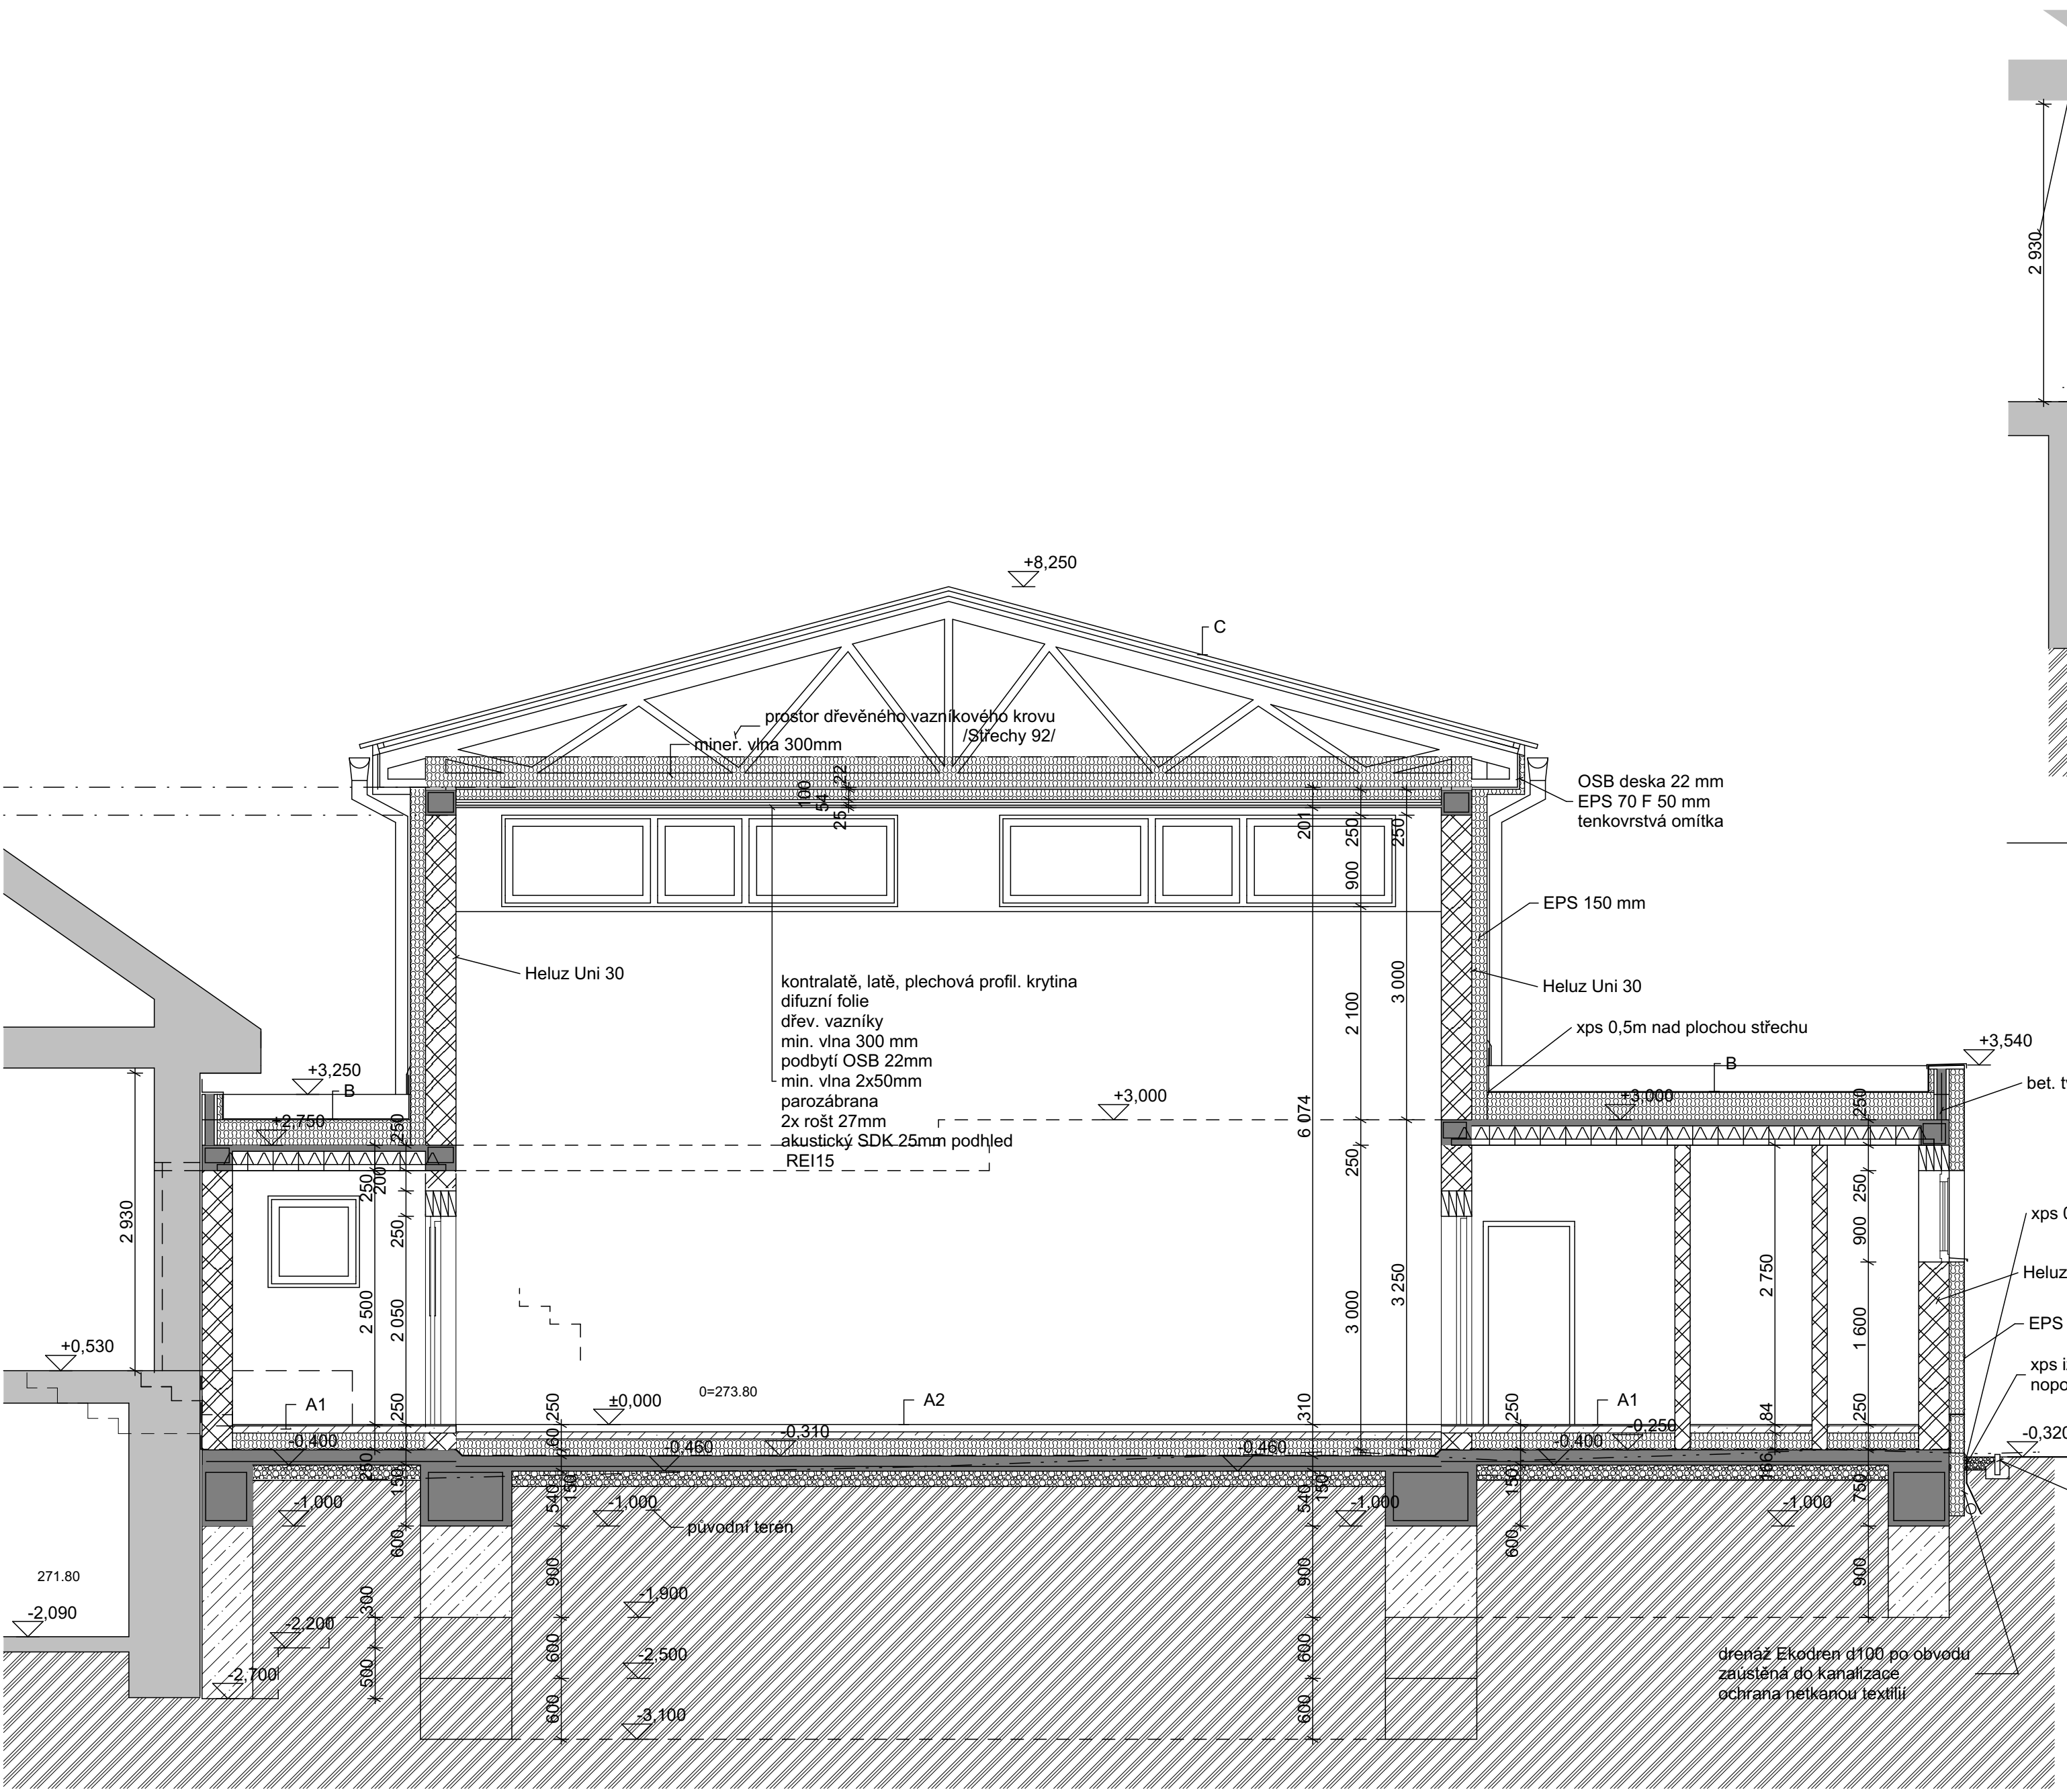 2 930
+8,250
C
prostor dřevěného vazníkového krovu
/Střechy 92/
miner. vlna 300mm
100
22
54
25
OSB deska 22 mm
EPS 70 F 50 mm
tenkovrstvá omítka
201
250
250
900
EPS 150 mm
Heluz Uni 30
Heluz Uni 30
kontralatě, latě, plechová profil. krytina
difuzní folie
dřev. vazníky
min. vlna 300 mm
podbytí OSB 22mm
min. vlna 2x50mm
parozábrana
2x rošt 27mm
akustický SDK 25mm podhled
REI15
2 100
3 000
xps 0,5m nad plochou střechu
+3,540
+3,250
B
B
bet. t
+2,750
250
+3,000
6 074
+3,000
250
250
200
250
250
250
900
2 930
2 500
2 050
3 000
3 250
2 750
1 600
xps
Heluz
EPS
xps i
nopo
+0,530
A1
250
250
±0,000
0=273.80
A2
310
250
A1
84
250
-0,400
60
-0,310
-0,460
-0,460
-0,400
-0,250
-0,320
250
150
540
150
540
150
150
166
750
-1,000
-1,000
-1,000
-1,000
původní terén
600
600
900
900
900
271.80
-2,090
300
-1,900
-2,200
500
-2,700
600
-2,500
600
600
-3,100
600
drenáž Ekodren d100 po obvodu
zaústěná do kanalizace
ochrana netkanou textilií